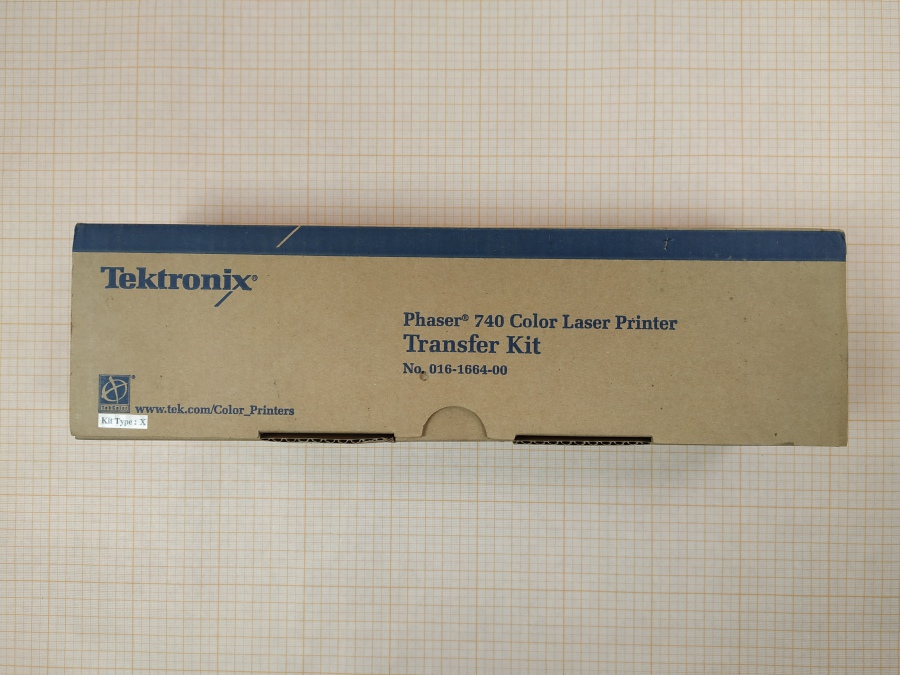 Tektronix®
Phaser® 740 Color Laser Printer
Transfer Kit
No. 016-1664-00
www.tek.com/Color_Printers
Kit Type : X